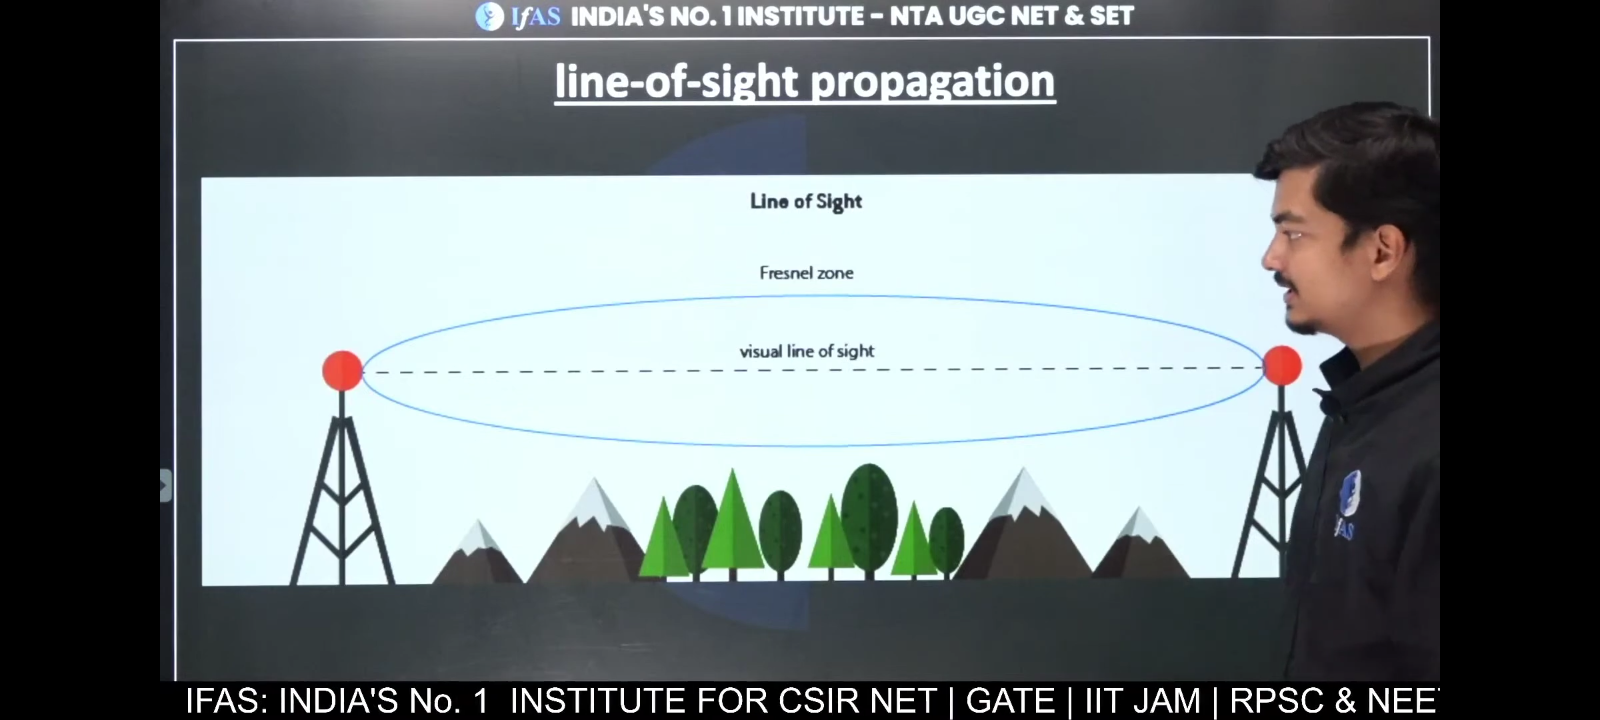 IfAS INDIA'S NO. 1 INSTITUTE - NTA UGC NET & SET
line-of-sight propagation
Line of Sight
Fresnel zone
visual line of sight
IFAS
IFAS: INDIA'S No. 1 INSTITUTE FOR CSIR NET | GATE | IIT JAM | RPSC & NEE